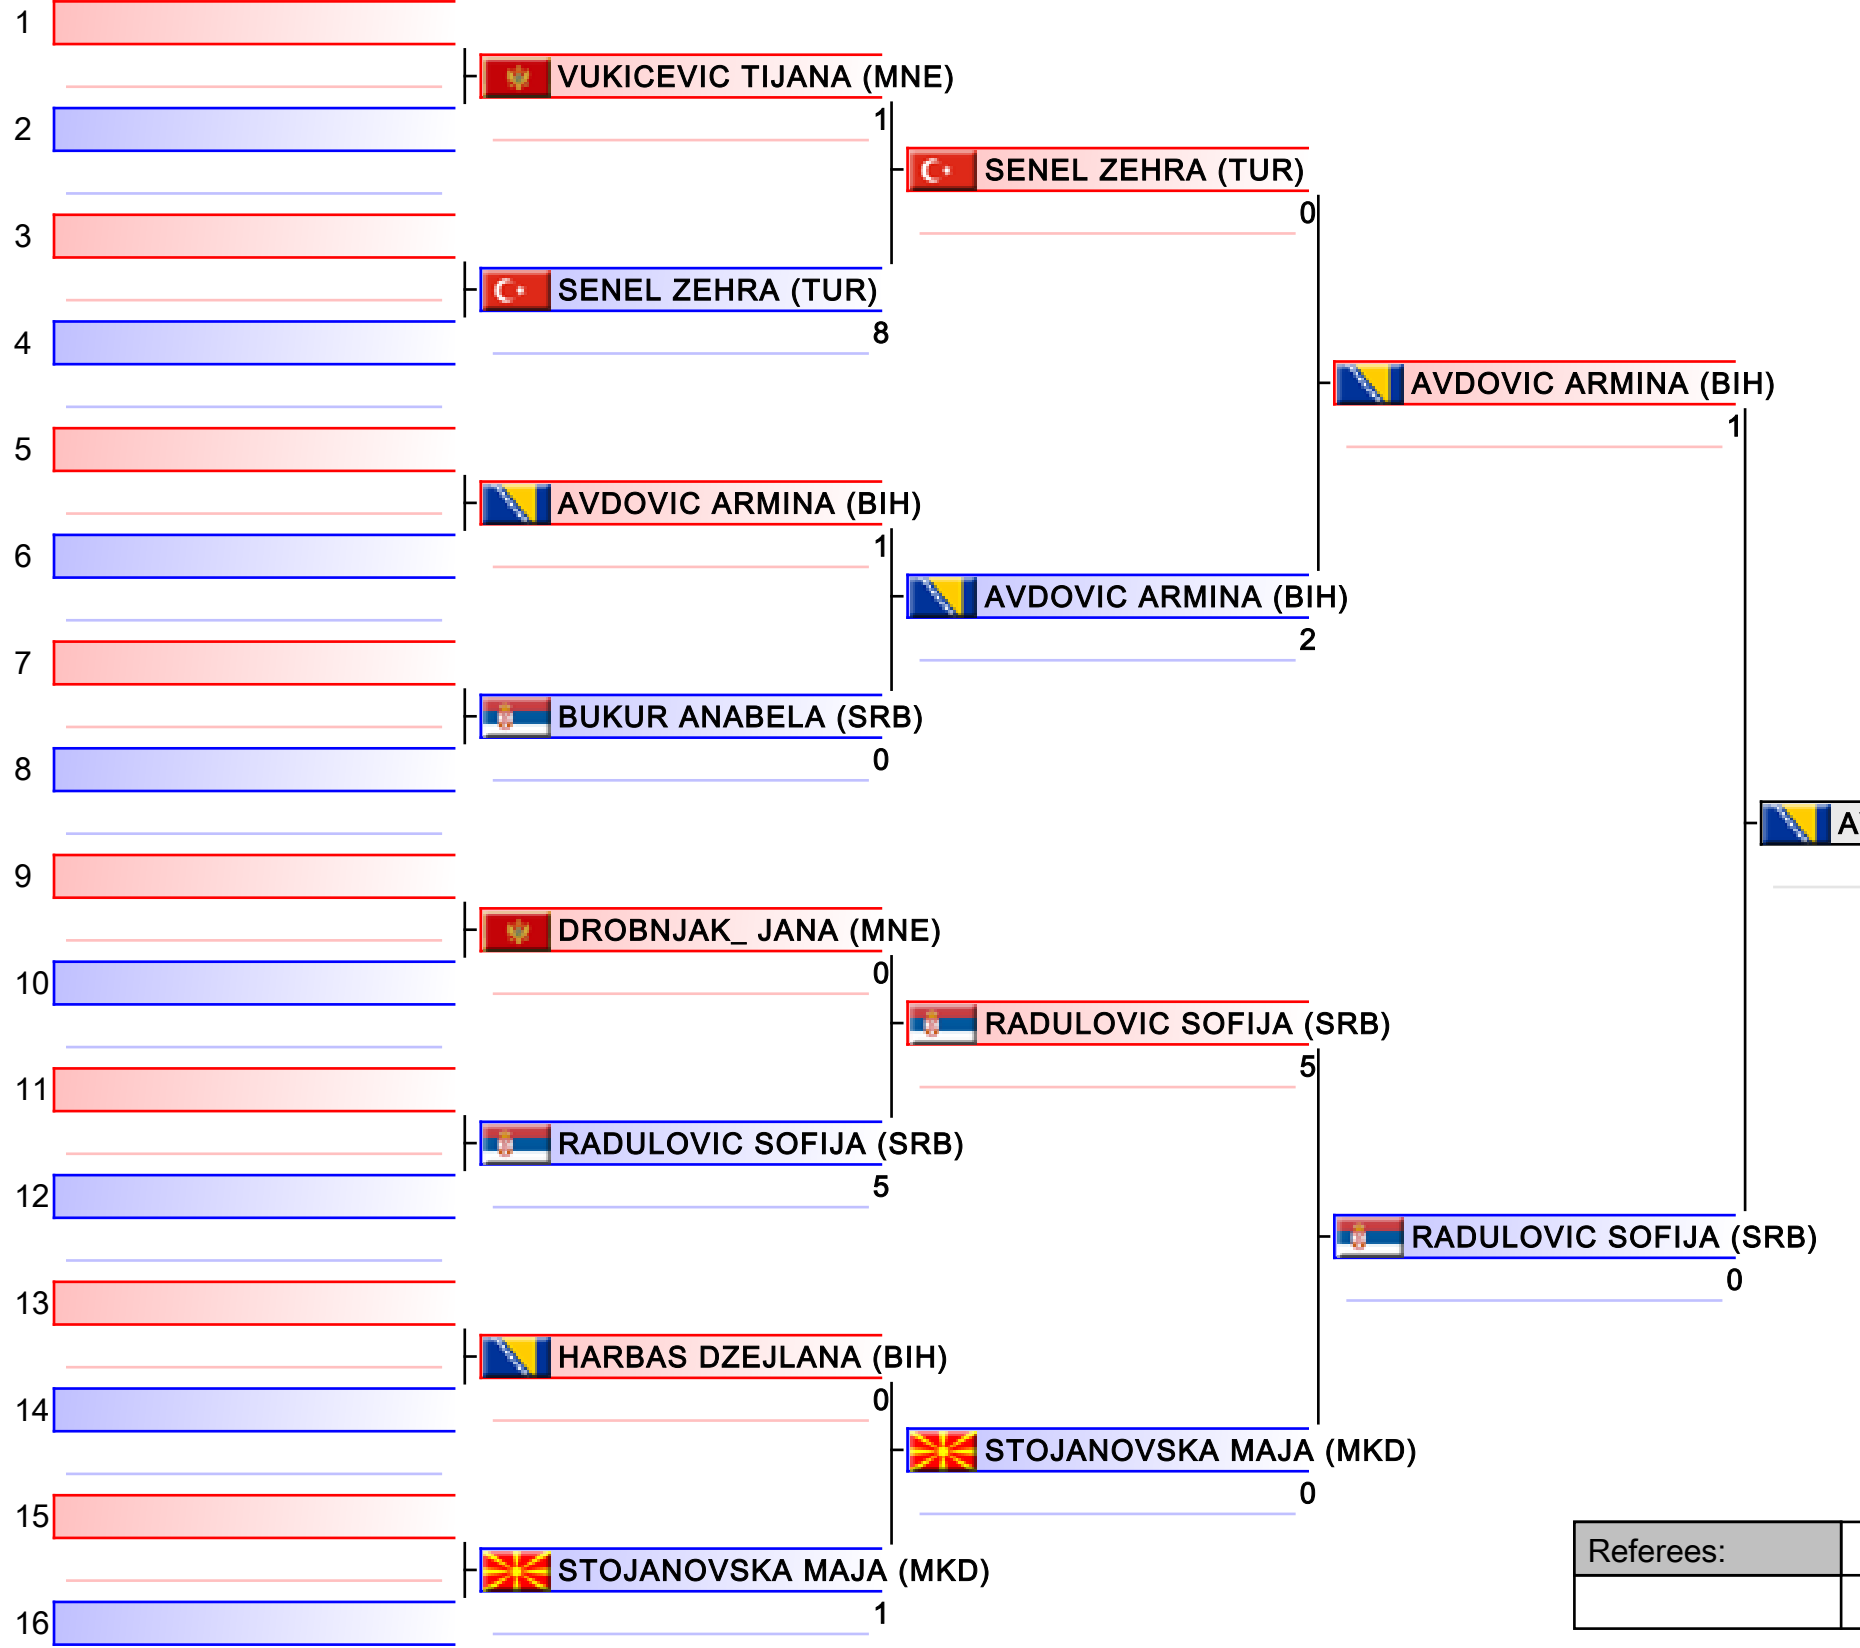 1
VUKICEVIC TIJANA (MNE)
1
2
SENEL ZEHRA (TUR)
0
3
SENEL ZEHRA (TUR)
8
4
AVDOVIC ARMINA (BIH)
1
5
AVDOVIC ARMINA (BIH)
1
6
AVDOVIC ARMINA (BIH)
2
7
BUKUR ANABELA (SRB)
0
8
9
DROBNJAK_ JANA (MNE)
0
10
RADULOVIC SOFIJA (SRB)
5
11
RADULOVIC SOFIJA (SRB)
5
12
RADULOVIC SOFIJA (SRB)
0
13
HARBAS DZEJLANA (BIH)
0
14
STOJANOVSKA MAJA (MKD)
0
15
STOJANOVSKA MAJA (MKD)
1
16
Referees: